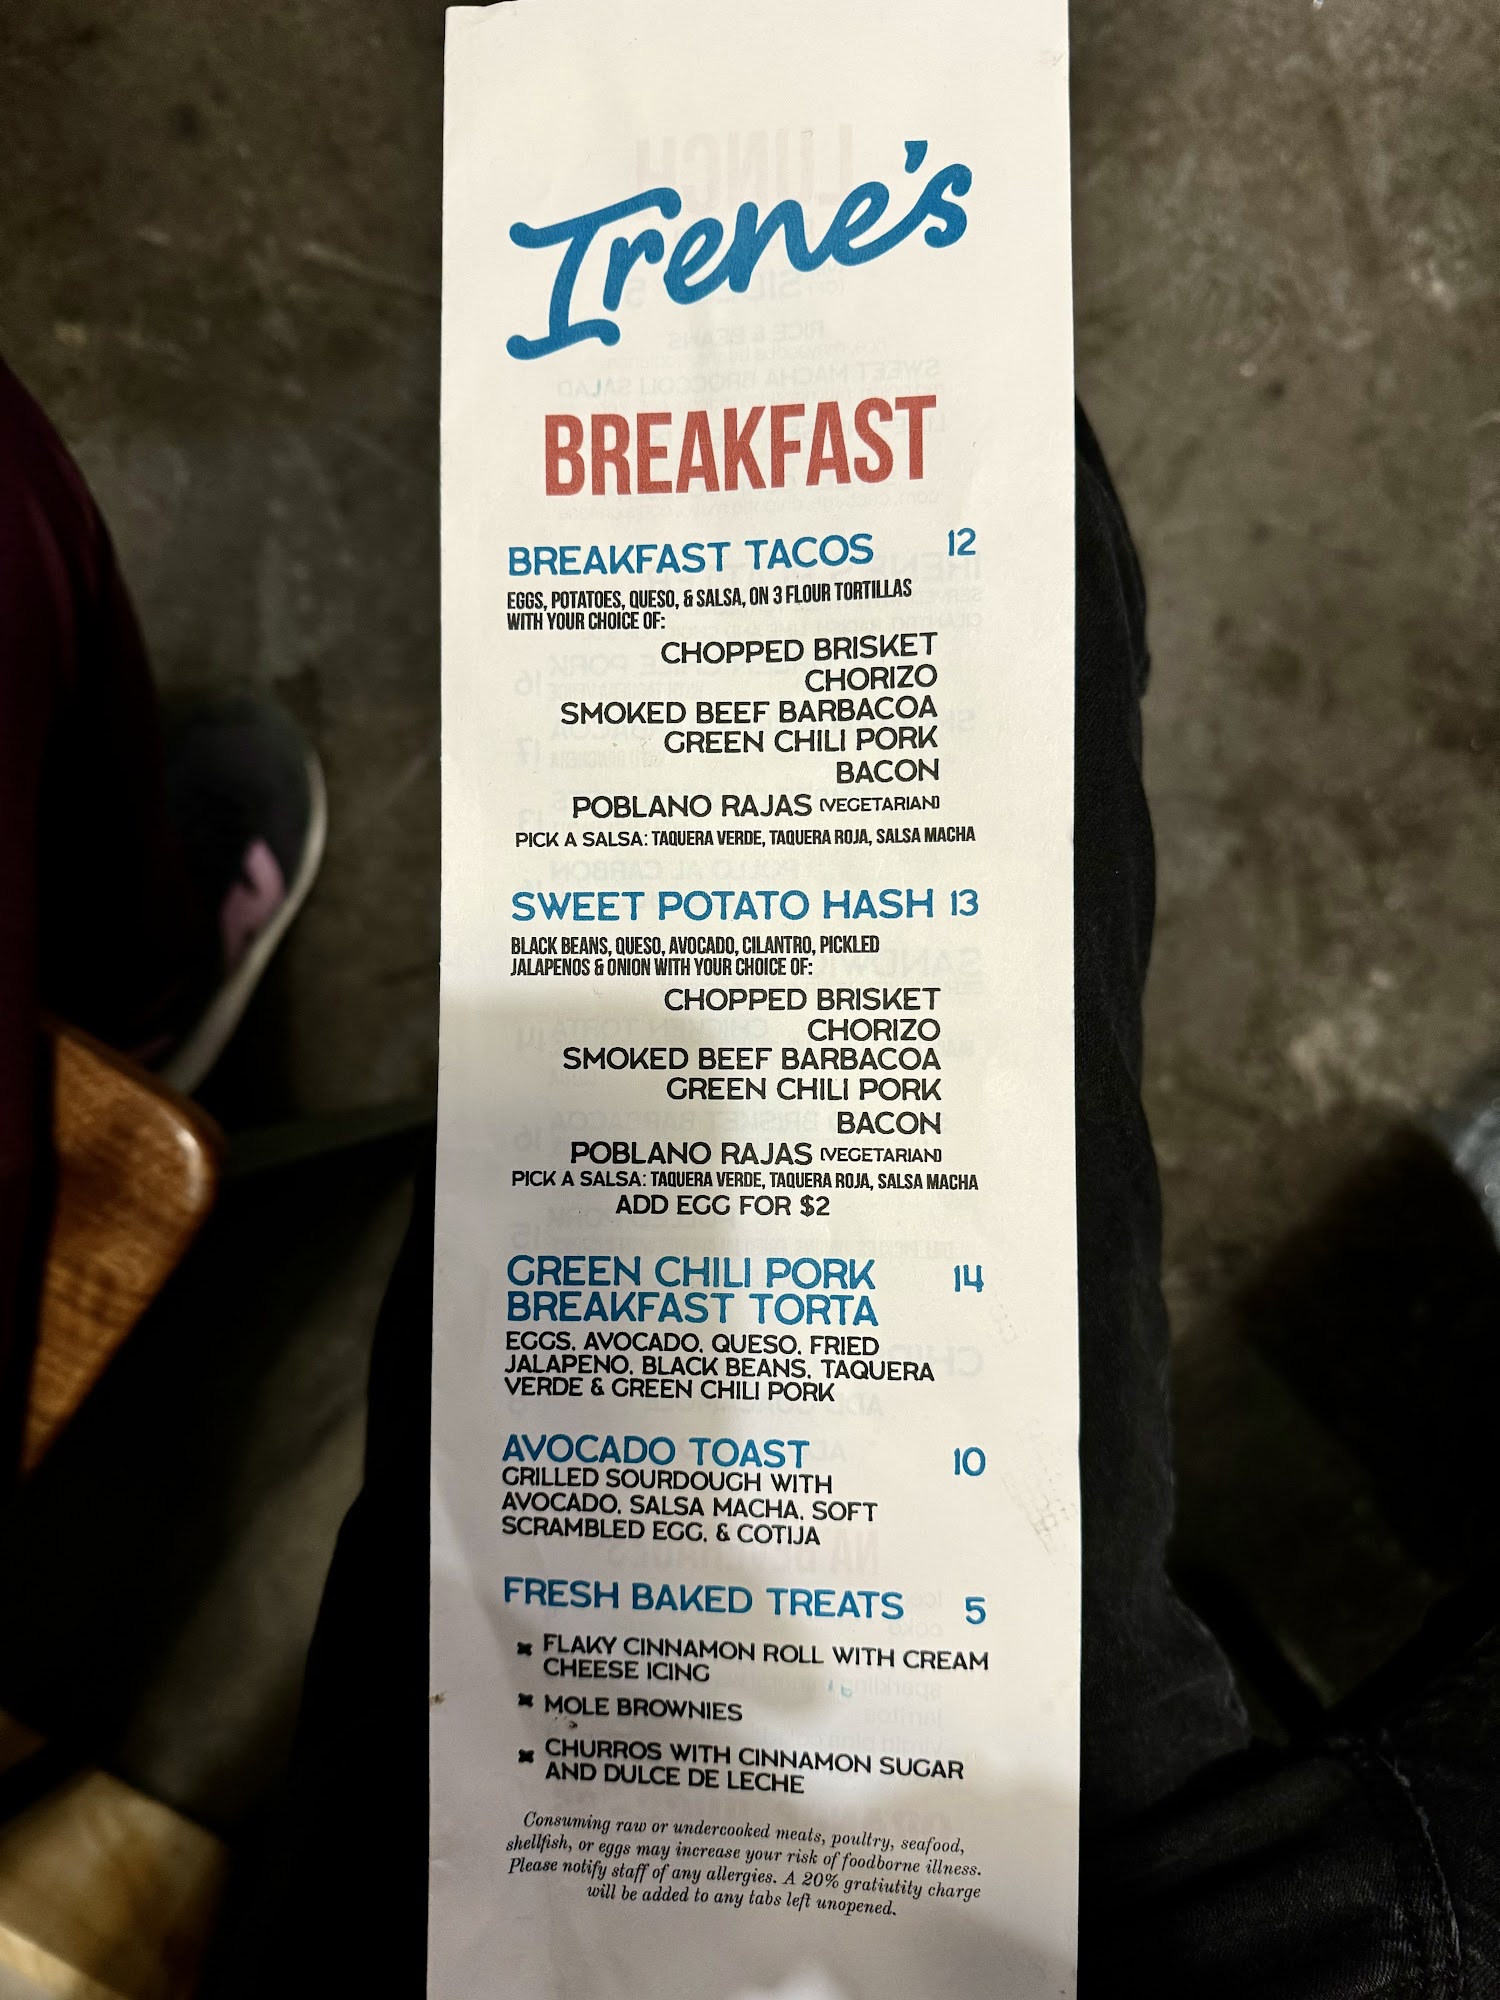 Irene's
BREAKFAST
BREAKFAST TACOS 12
EGGS, POTATOES, QUESO, & SALSA, ON 3 FLOUR TORTILLAS
WITH YOUR CHOICE OF:
CHOPPED BRISKET
CHORIZO
SMOKED BEEF BARBACOA
GREEN CHILI PORK
BACON
POBLANO RAJAS (VEGETARIAN)
PICK A SALSA: TAQUERA VERDE, TAQUERA ROJA, SALSA MACHA
SWEET POTATO HASH 13
BLACK BEANS, QUESO, AVOCADO, CILANTRO, PICKLED
JALAPENOS & ONION WITH YOUR CHOICE OF:
CHOPPED BRISKET
CHORIZO
SMOKED BEEF BARBACOA
GREEN CHILI PORK
BACON
POBLANO RAJAS (VEGETARIAN)
PICK A SALSA: TAQUERA VERDE, TAQUERA ROJA, SALSA MACHA
ADD EGG FOR $2
GREEN CHILI PORK 14
BREAKFAST TORTA
EGGS, AVOCADO, QUESO, FRIED
JALAPENO, BLACK BEANS, TAQUERA
VERDE & GREEN CHILI PORK
AVOCADO TOAST 10
GRILLED SOURDOUGH WITH
AVOCADO, SALSA MACHA, SOFT
SCRAMBLED EGG, & COTIJA
FRESH BAKED TREATS 5
FLAKY CINNAMON ROLL WITH CREAM
CHEESE ICING
MOLE BROWNIES
CHURROS WITH CINNAMON SUGAR
AND DULCE DE LECHE
Consuming raw or undercooked meats, poultry, seafood,
shellfish, or eggs may increase your risk of foodborne illness.
Please notify staff of any allergies. A 20% gratiutity charge
will be added to any tabs left unopened.